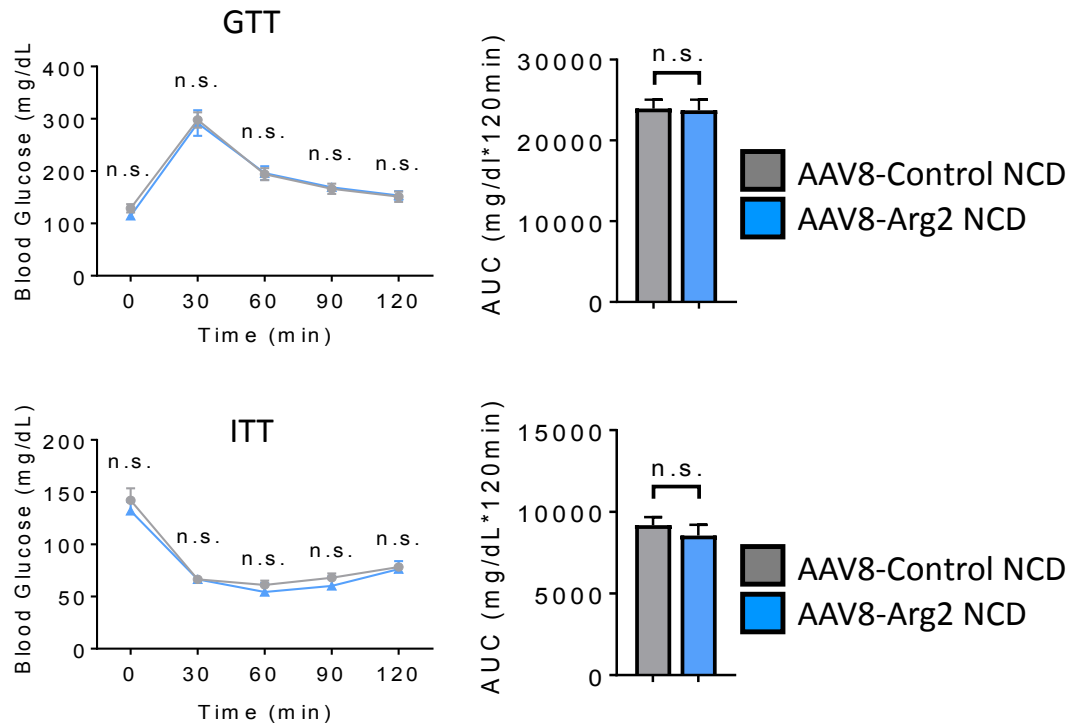 GTT
Blood Glucose (mg/dL
400
300
200
100
0
n.s.
n.s.
n.s.
n.s.
n.s.
0 30 60 90 120
Time (min)
AUC (mg/dl*120min)
30000
20000
10000
0
n.s.
AAV8-Control NCD
AAV8-Arg2 NCD
ITT
Blood Glucose (mg/dL)
200
150
100
50
0
n.s.
n.s.
n.s.
n.s.
n.s.
0 30 60 90 120
Time (min)
AUC (mg/dL*120min)
15000
10000
5000
0
n.s.
AAV8-Control NCD
AAV8-Arg2 NCD